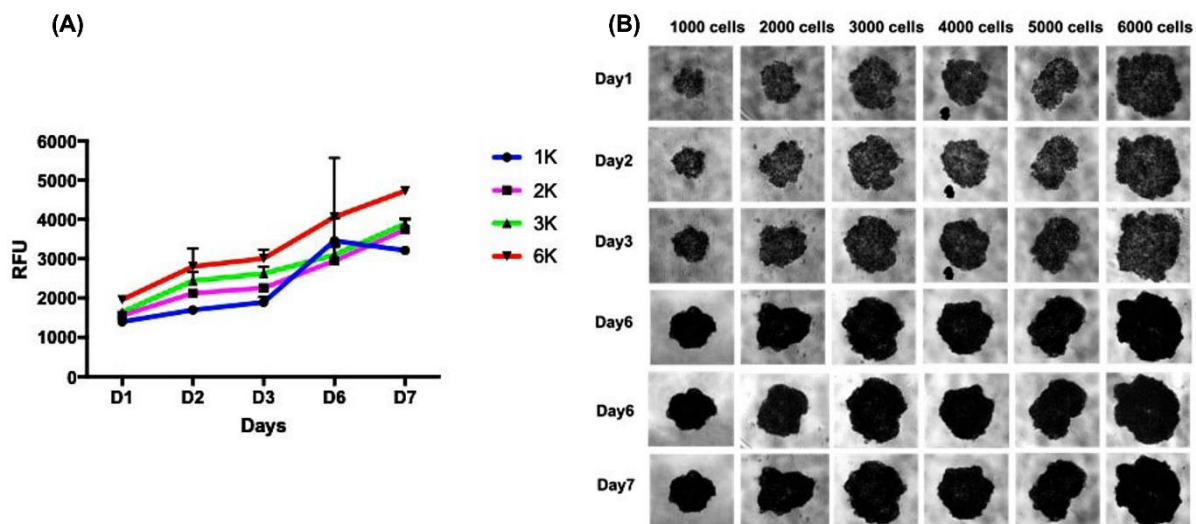 (A)
6000
5000
4000
3000
2000
1000
0
RFU
D1 D2 D3 D6 D7
Days
1K
2K
3K
6K
(B)
1000 cells 2000 cells 3000 cells 4000 cells 5000 cells 6000 cells
Day1
Day2
Day3
Day6
Day6
Day7